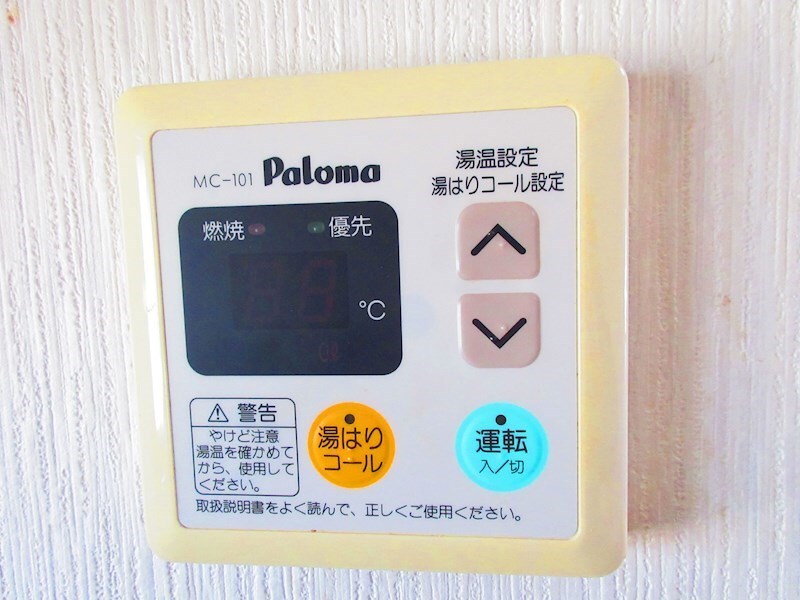 MC-101 Paloma
湯温設定
湯はりコール設定
燃焼 優先
88
℃
警告
やけど注意
湯温を確かめて
から、使用して
ください。
湯はり
コール
運転
入/切
取扱説明書をよく読んで、正しくご使用ください。